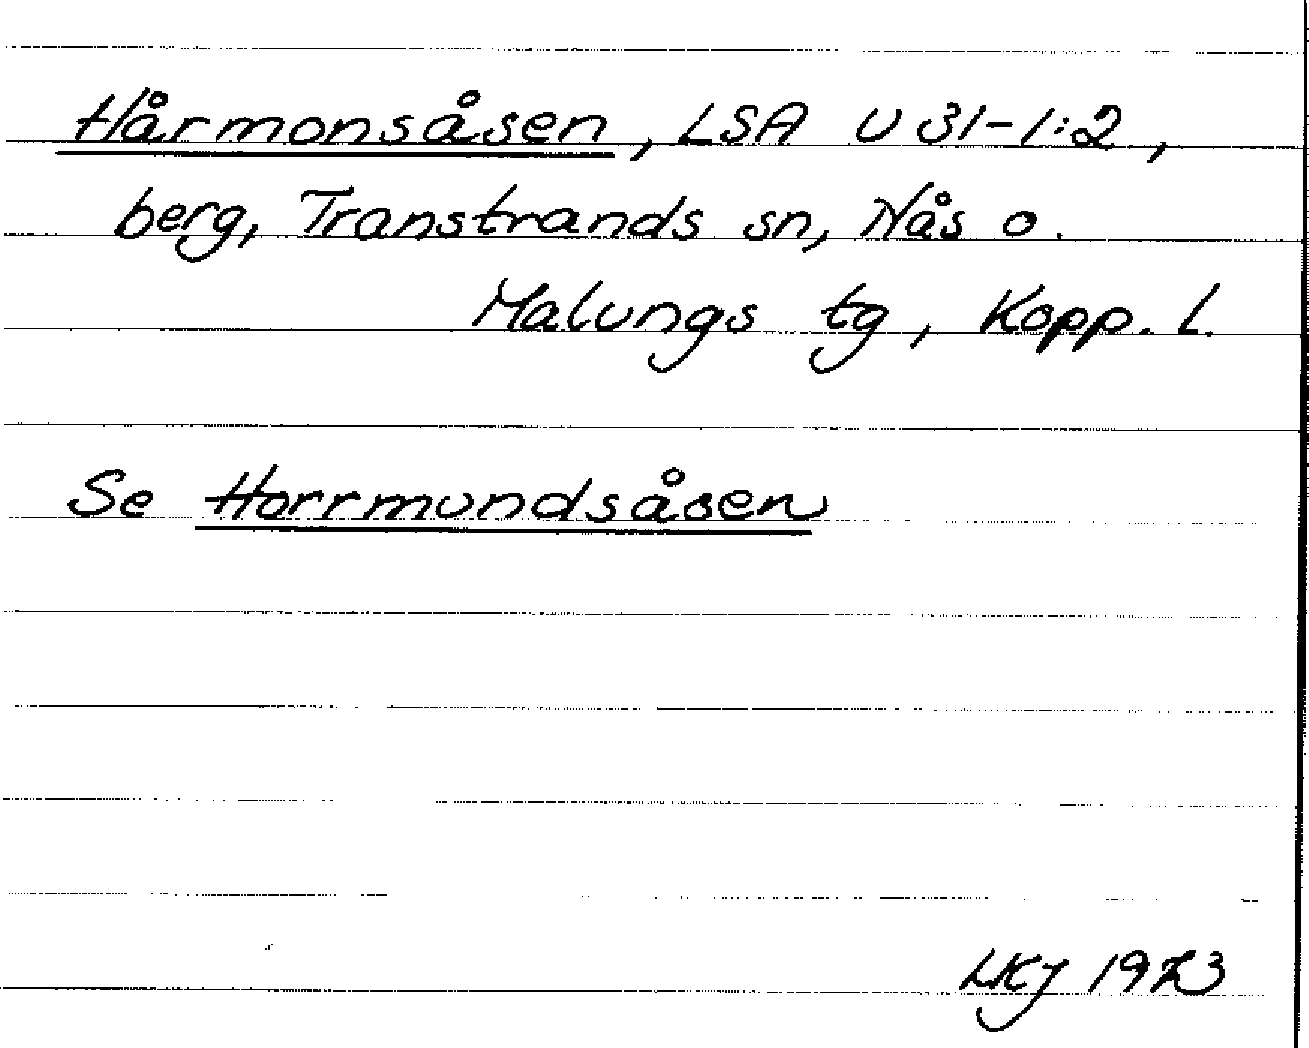 Hårmonsåsen, LSA U 31-1:2,
berg, Transtrands sn, Nås o.
Malungs tg, Kopp. l.
Se Horrmundsåsen
LKJ 1973